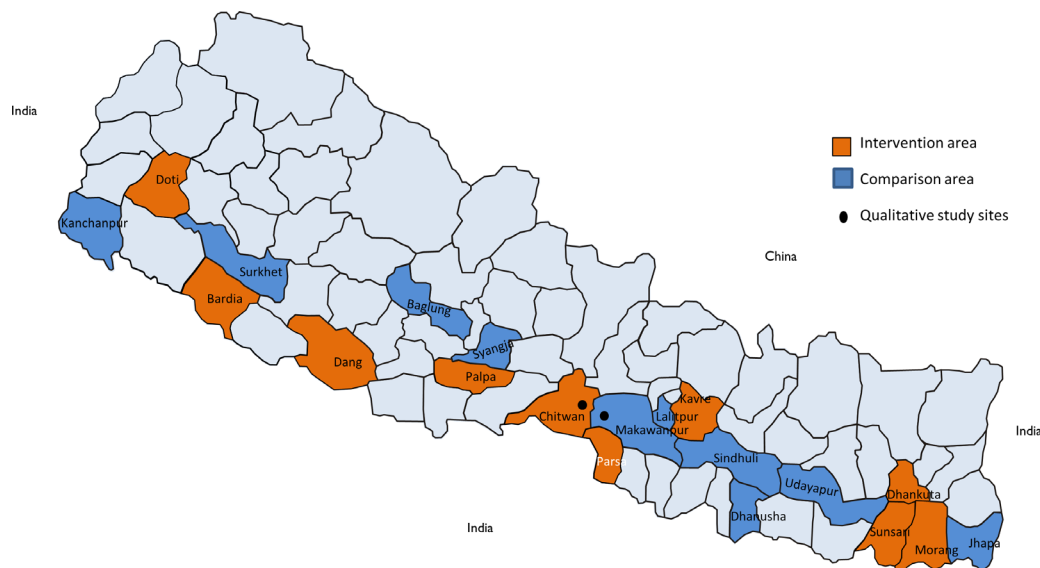 India
Intervention area
Doti
Comparison area
Kanchanpur
Qualitative study sites
China
Surkhet
Bardia
Baglung
Syangja
Dang
Palpa
Kavre
Chitwan
Lalitpur
Makawanpur
India
Parsa
Sindhuli
Udayapur
Dhankuta
Dhanusha
India
Sunsari
Morang
Jhapa